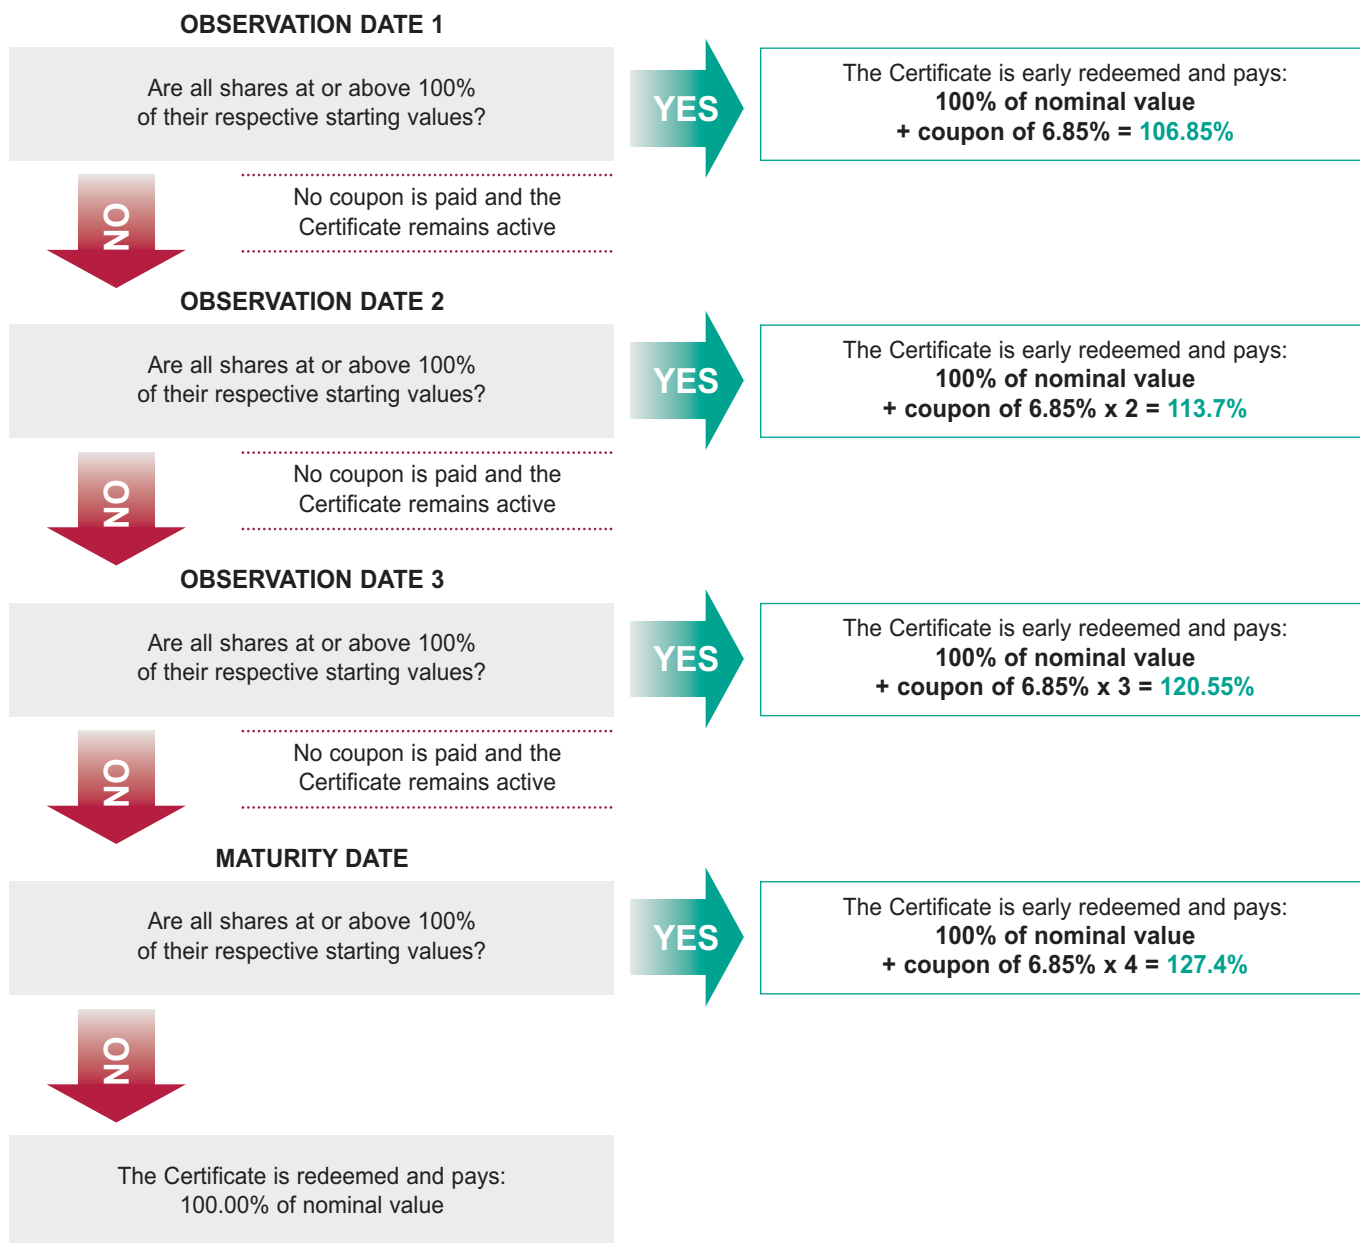 OBSERVATION DATE 1
Are all shares at or above 100%
of their respective starting values?
YES
The Certificate is early redeemed and pays:
100% of nominal value
+ coupon of 6.85% = 106.85%
NO
No coupon is paid and the
Certificate remains active
OBSERVATION DATE 2
Are all shares at or above 100%
of their respective starting values?
YES
The Certificate is early redeemed and pays:
100% of nominal value
+ coupon of 6.85% x 2 = 113.7%
NO
No coupon is paid and the
Certificate remains active
OBSERVATION DATE 3
Are all shares at or above 100%
of their respective starting values?
YES
The Certificate is early redeemed and pays:
100% of nominal value
+ coupon of 6.85% x 3 = 120.55%
NO
No coupon is paid and the
Certificate remains active
MATURITY DATE
Are all shares at or above 100%
of their respective starting values?
YES
The Certificate is early redeemed and pays:
100% of nominal value
+ coupon of 6.85% x 4 = 127.4%
NO
The Certificate is redeemed and pays:
100.00% of nominal value